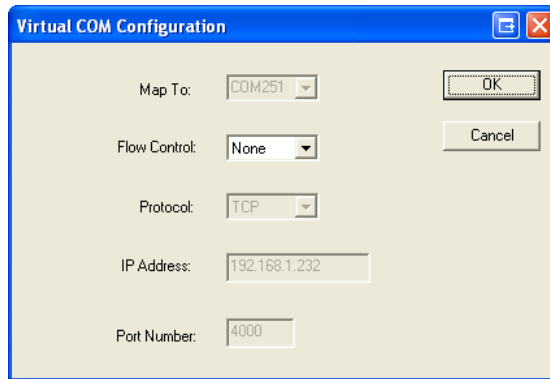 Virtual COM Configuration
Map To: COM251 OK
Flow Control: None Cancel
Protocol: TCP
IP Address: 192.168.1.232
Port Number: 4000